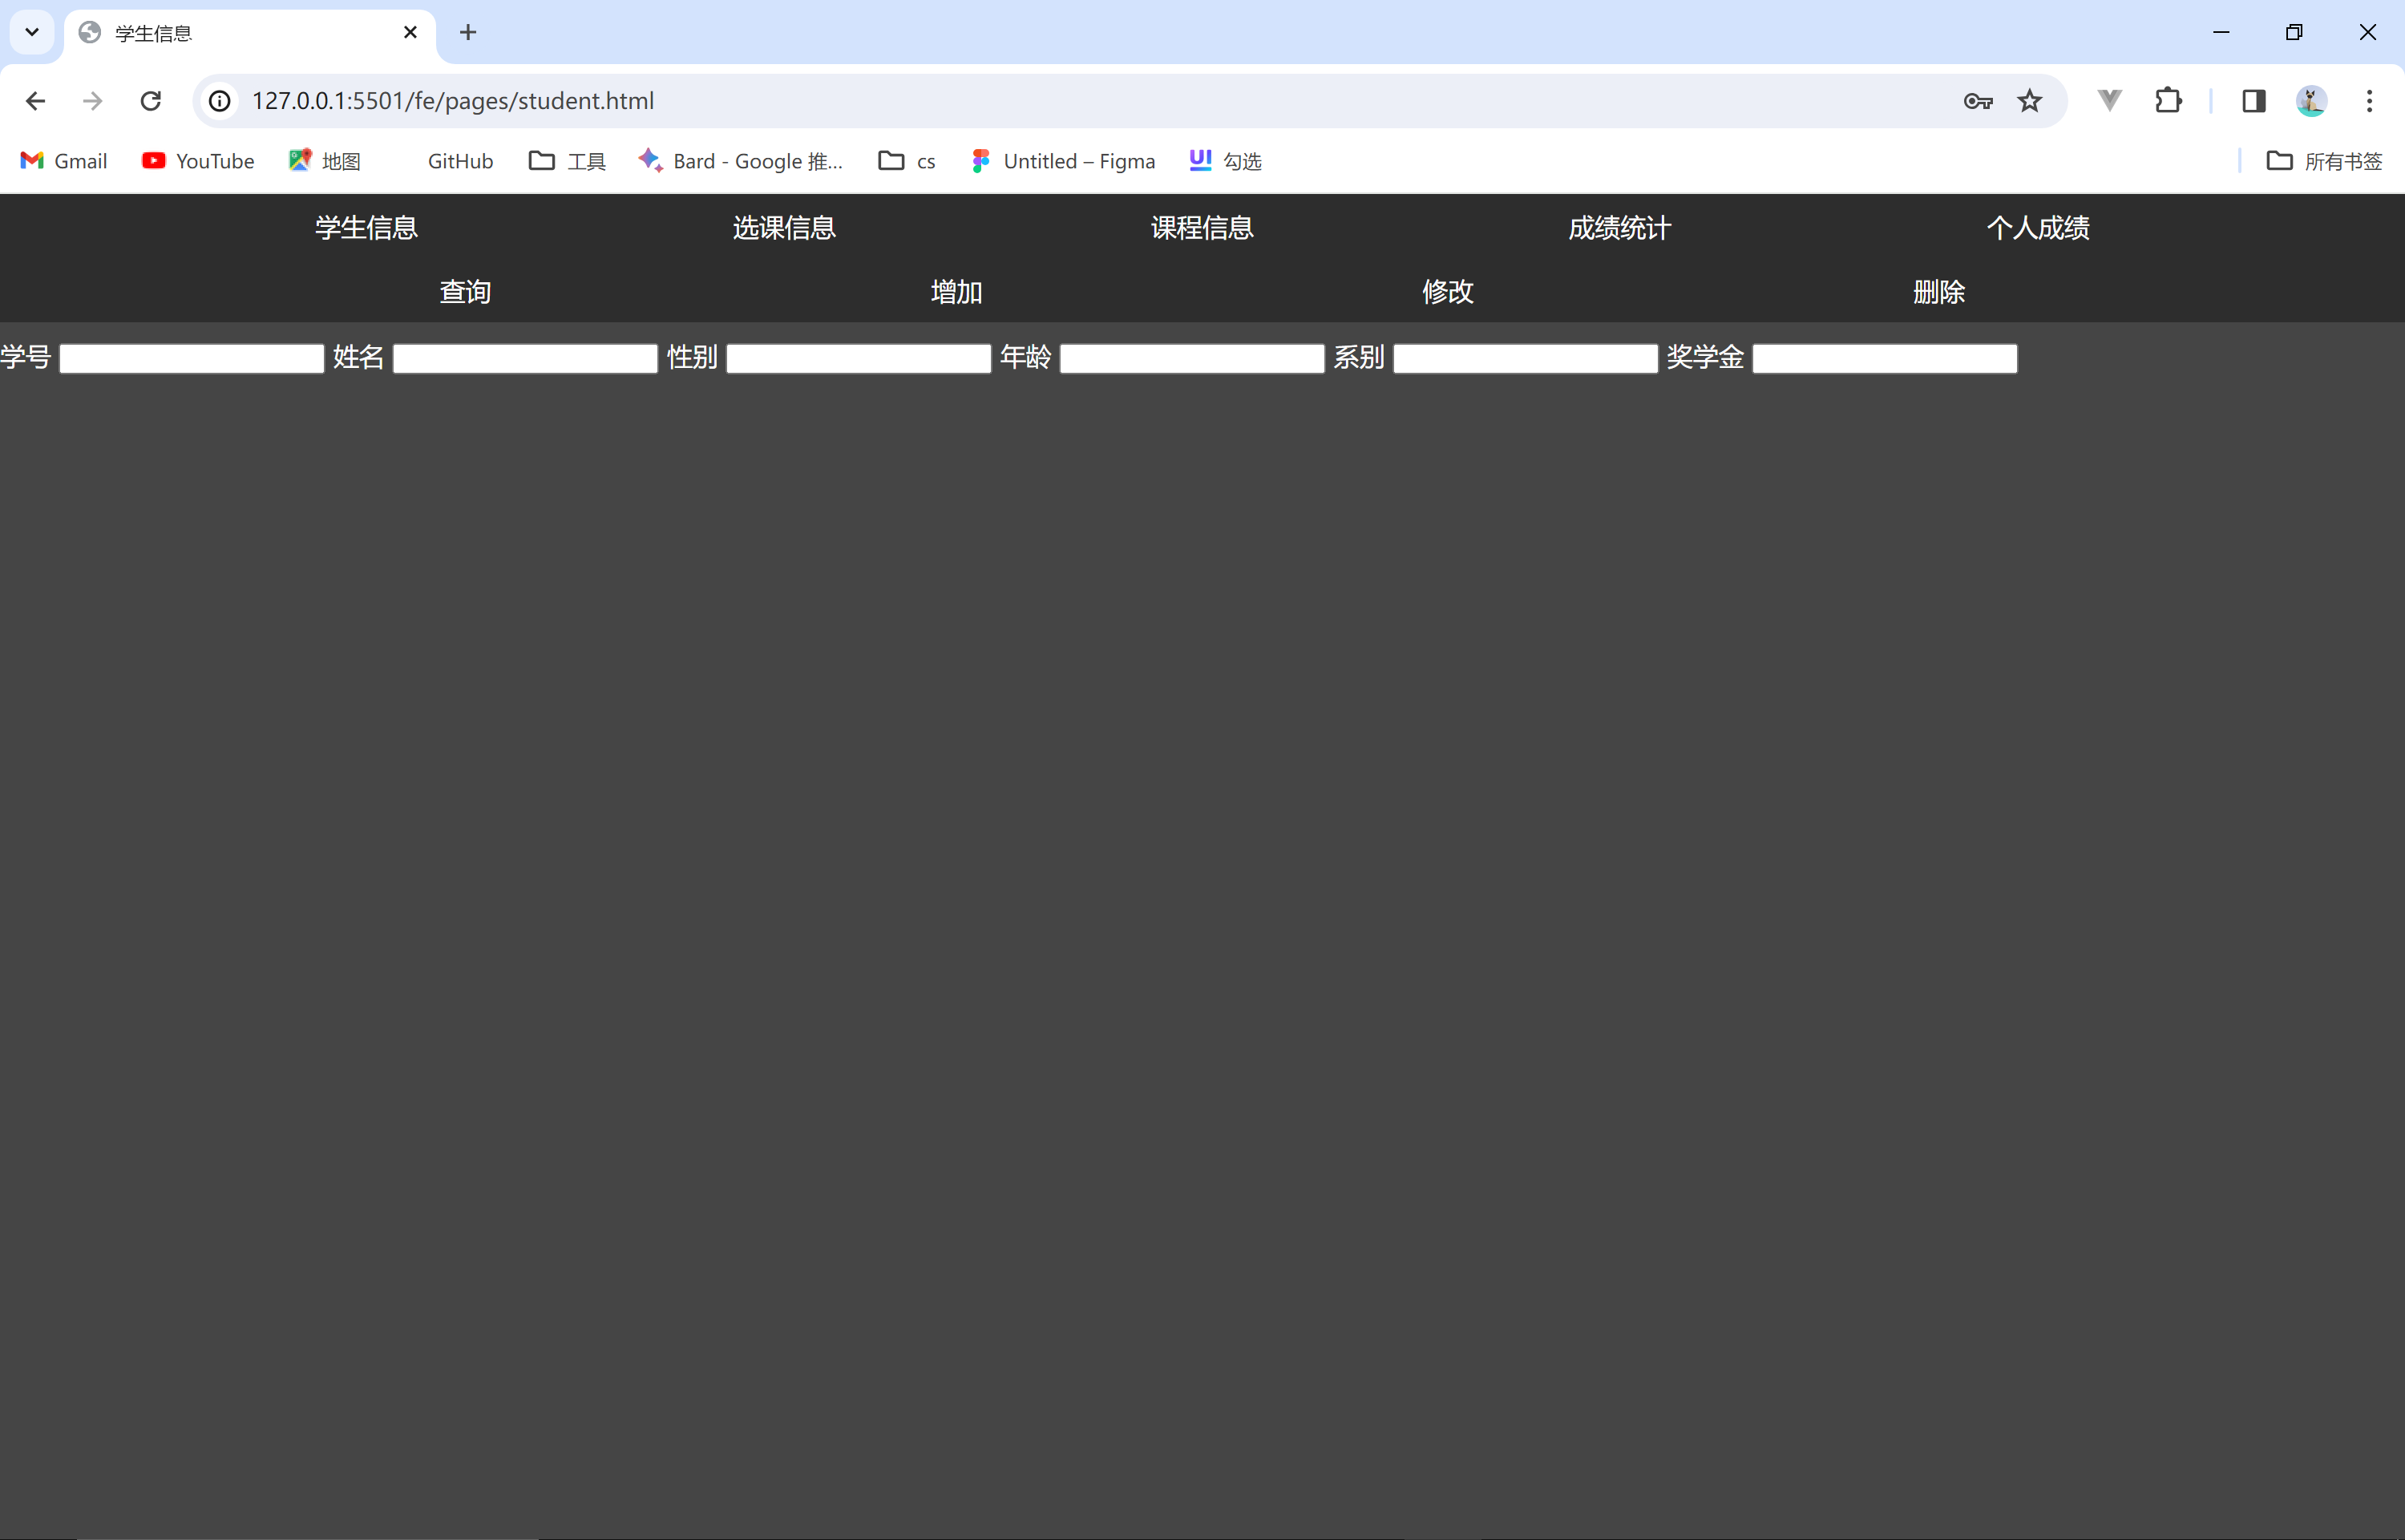 学生信息
127.0.0.1:5501/fe/pages/student.html
Gmail YouTube 地图 GitHub 工具 Bard - Google 推... cs Untitled – Figma 勾选 所有书签
学生信息 选课信息 课程信息 成绩统计 个人成绩
查询 增加 修改 删除
学号 姓名 性别 年龄 系别 奖学金